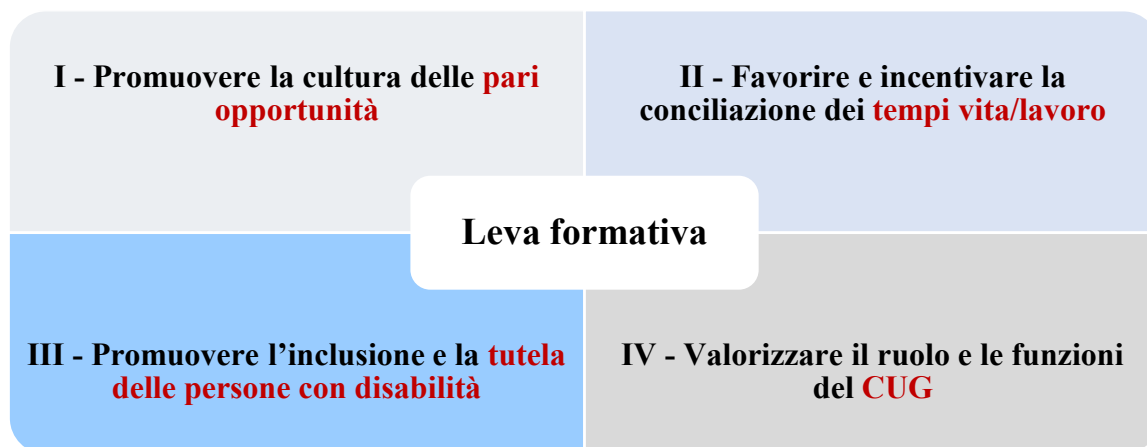 I - Promuovere la cultura delle pari
opportunità
II - Favorire e incentivare la
conciliazione dei tempi vita/lavoro
Leva formativa
III - Promuovere l’inclusione e la tutela
delle persone con disabilità
IV - Valorizzare il ruolo e le funzioni
del CUG